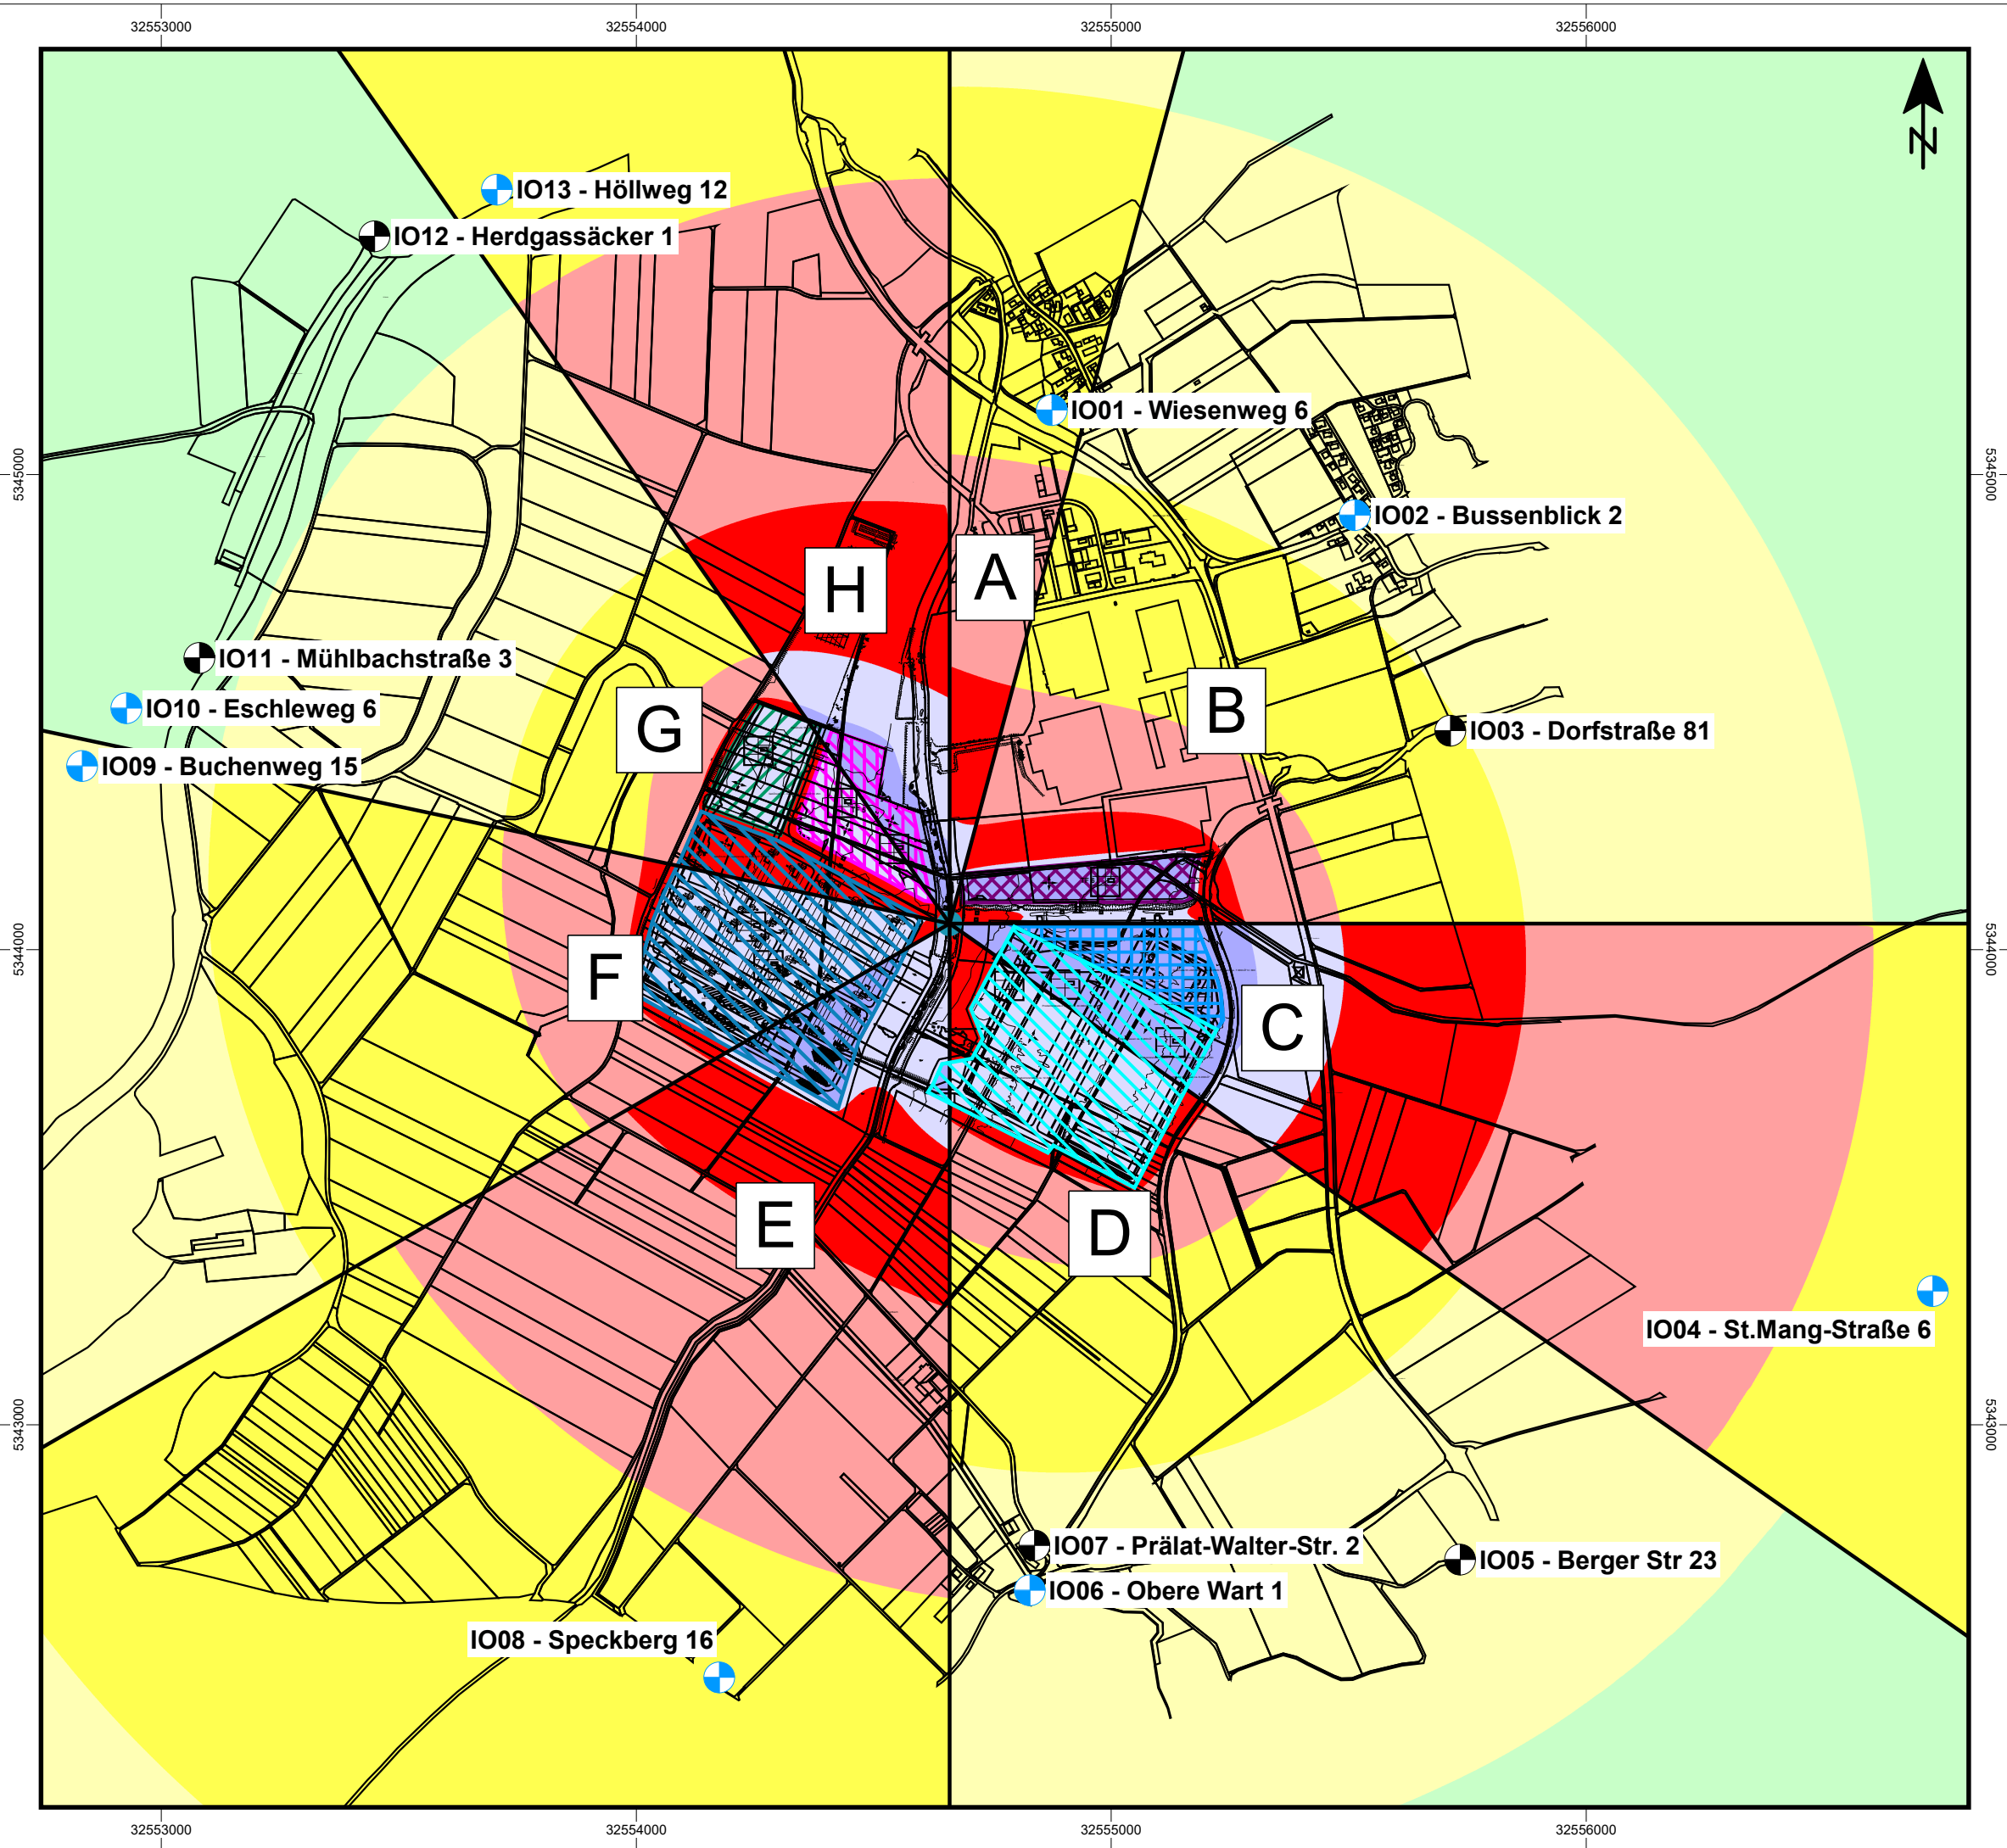 32553000 32554000 32555000 32556000
N
IO13 - Höllweg 12
IO12 - Herdgassäcker 1
IO01 - Wiesenweg 6
5345000 5345000
IO02 - Bussenblick 2
H A
IO11 - Mühlbachstraße 3
IO10 - Eschleweg 6
G B
IO03 - Dorfstraße 81
IO09 - Buchenweg 15
5344000 5344000
F C
E D
IO04 - St.Mang-Straße 6
5343000 5343000
IO07 - Prälat-Walter-Str. 2
IO05 - Berger Str 23
IO06 - Obere Wart 1
IO08 - Speckberg 16
32553000 32554000 32555000 32556000